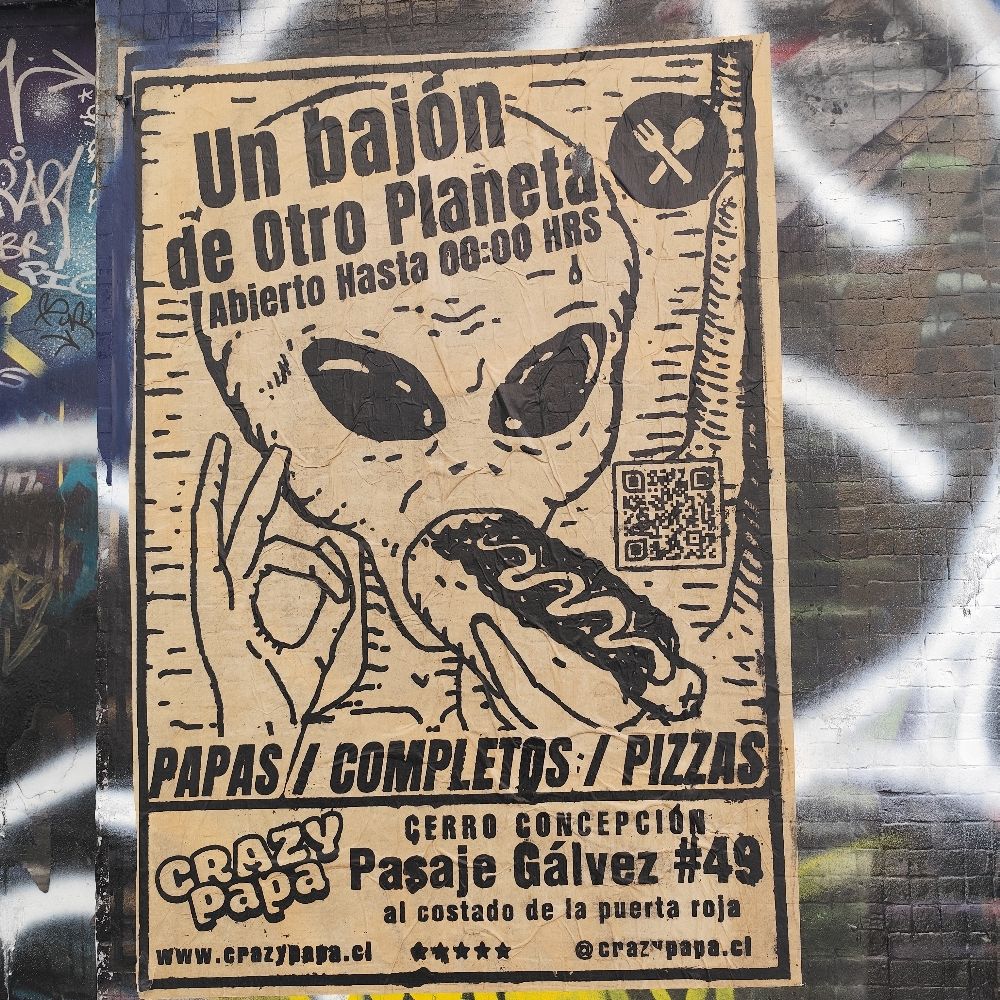 Un bajón
de Otro Planeta
Abierto Hasta 00:00 HRS
PAPAS / COMPLETOS / PIZZAS
CRAZY
papa
CERRO CONCEPCIÓN
Pasaje Gálvez #49
al costado de la puerta roja
www.crazypapa.cl
@crazypapa.cl